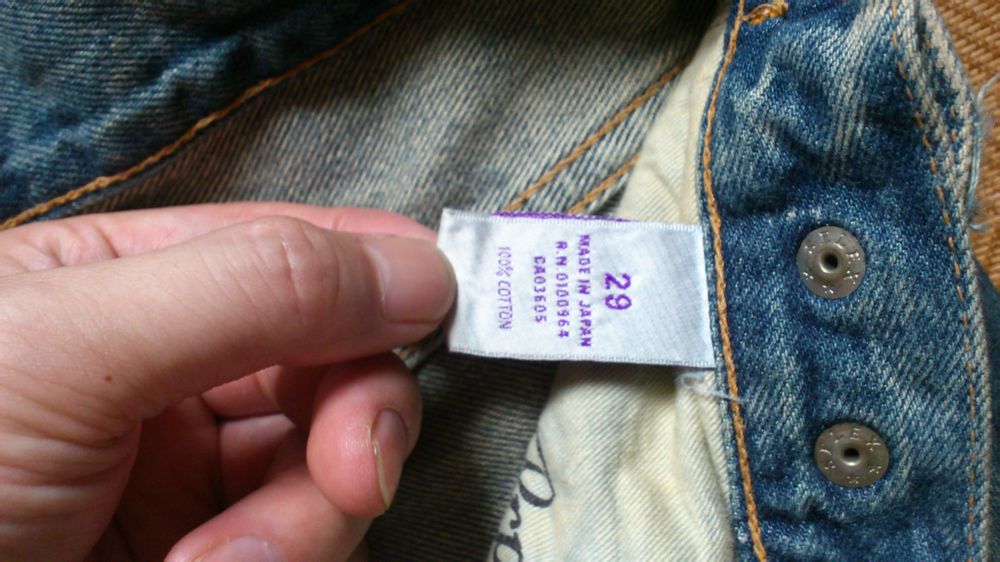 29
MADE IN JAPAN
R.N.0100964
CA03605
100% COTTON